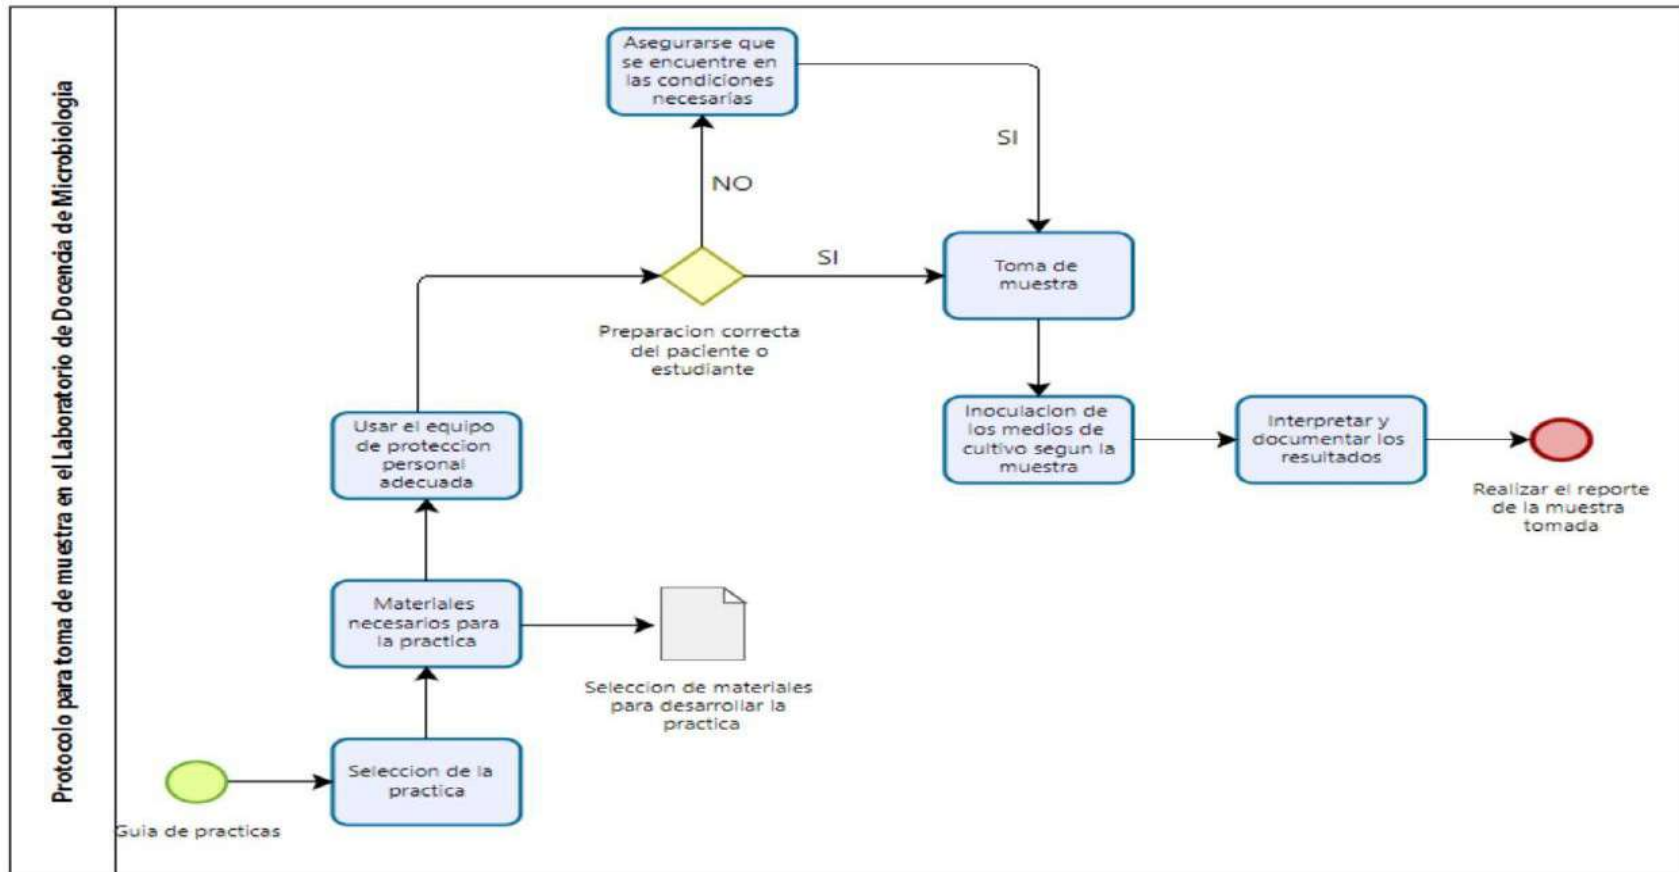 Protocolo para toma de muestra en el Laboratorio de Docencia de Microbiologia
Asegurarse que
se encuentre en
las condiciones
necesarias
SI
NO
SI
Toma de
muestra
Preparacion correcta
del paciente o
estudiante
Usar el equipo
de proteccion
personal
adecuada
Inoculacion de
los medios de
cultivo segun la
muestra
Interpretar y
documentar los
resultados
Realizar el reporte
de la muestra
tomada
Materiales
necesarios para
la practica
Seleccion de materiales
para desarrollar la
practica
Seleccion de la
practica
Guia de practicas